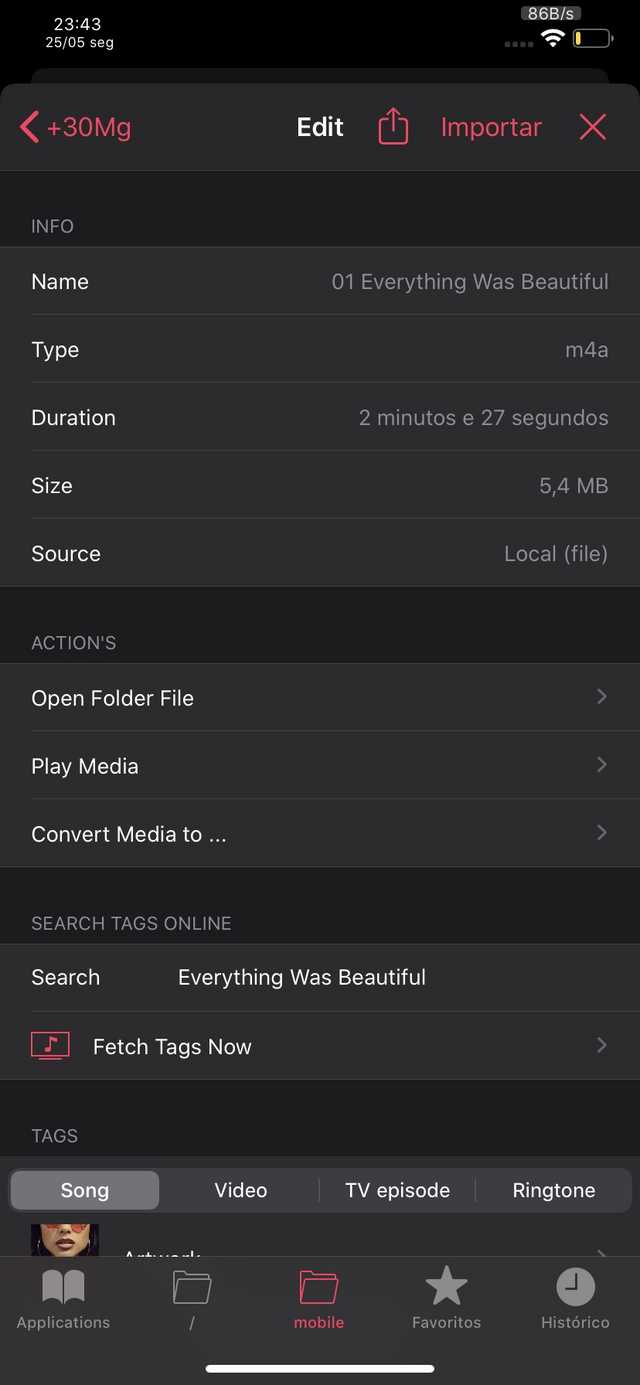 23:43
86B/s
25/05 seg
+30Mg
Edit
Importar
INFO
Name 01 Everything Was Beautiful
Type m4a
Duration 2 minutos e 27 segundos
Size 5,4 MB
Source Local (file)
ACTION'S
Open Folder File
Play Media
Convert Media to ...
SEARCH TAGS ONLINE
Search Everything Was Beautiful
Fetch Tags Now
TAGS
Song Video TV episode Ringtone
Artwork
Applications / mobile Favoritos Histórico